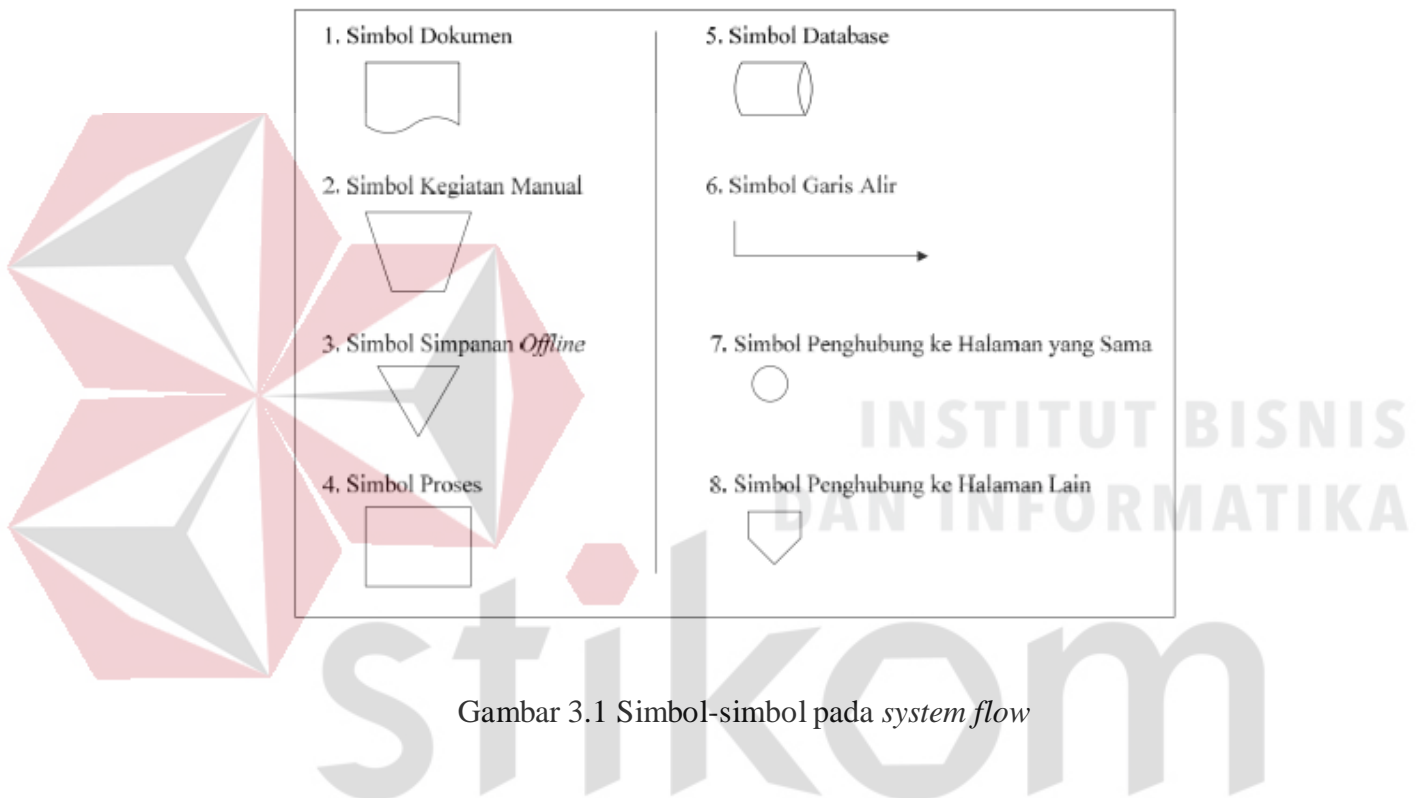 1. Simbol Dokumen
2. Simbol Kegiatan Manual
3. Simbol Simpanan Offline
4. Simbol Proses
5. Simbol Database
6. Simbol Garis Alir
7. Simbol Penghubung ke Halaman yang Sama
8. Simbol Penghubung ke Halaman Lain
INSTITUT BISNIS
DAN INFORMATIKA
stikom
Gambar 3.1 Simbol-simbol pada system flow